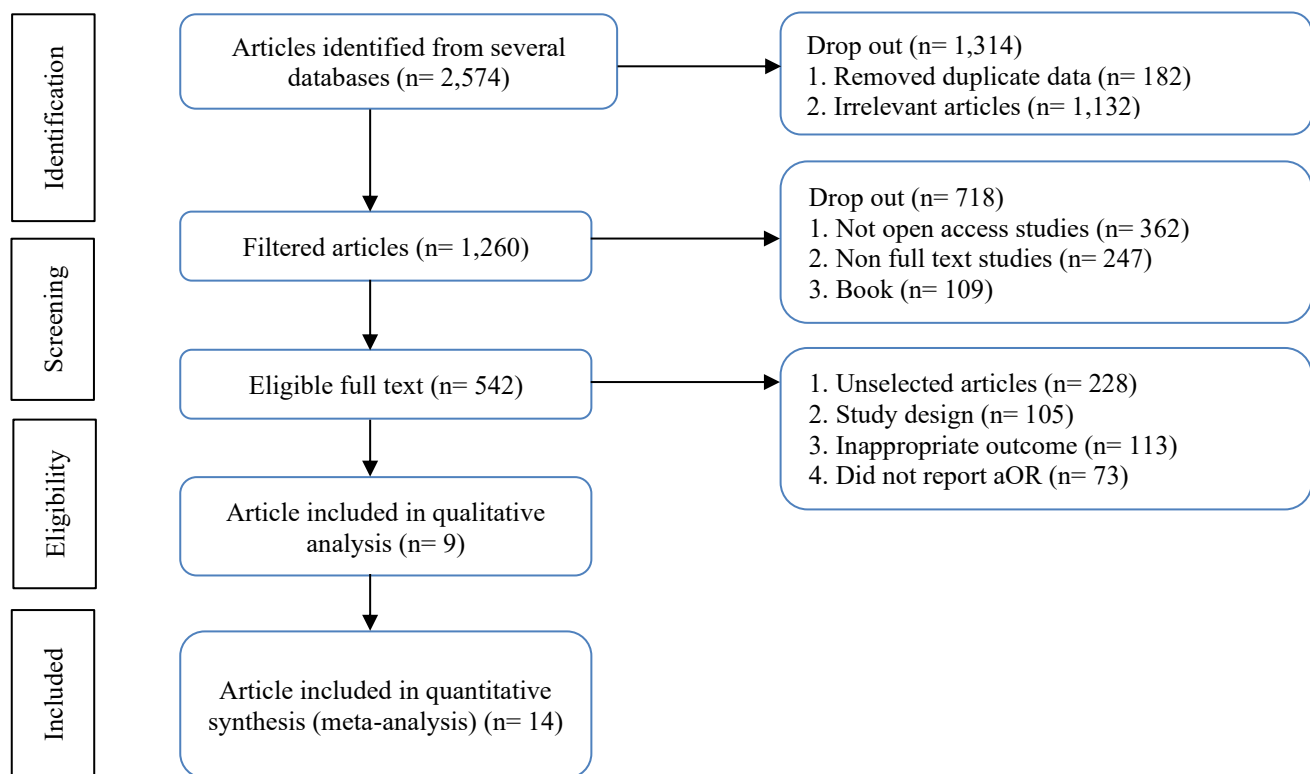 Identification
Articles identified from several
databases (n= 2,574)
Drop out (n= 1,314)
1. Removed duplicate data (n= 182)
2. Irrelevant articles (n= 1,132)
Screening
Filtered articles (n= 1,260)
Drop out (n= 718)
1. Not open access studies (n= 362)
2. Non full text studies (n= 247)
3. Book (n= 109)
Eligible full text (n= 542)
1. Unselected articles (n= 228)
2. Study design (n= 105)
3. Inappropriate outcome (n= 113)
4. Did not report aOR (n= 73)
Eligibility
Article included in qualitative
analysis (n= 9)
Included
Article included in quantitative
synthesis (meta-analysis) (n= 14)